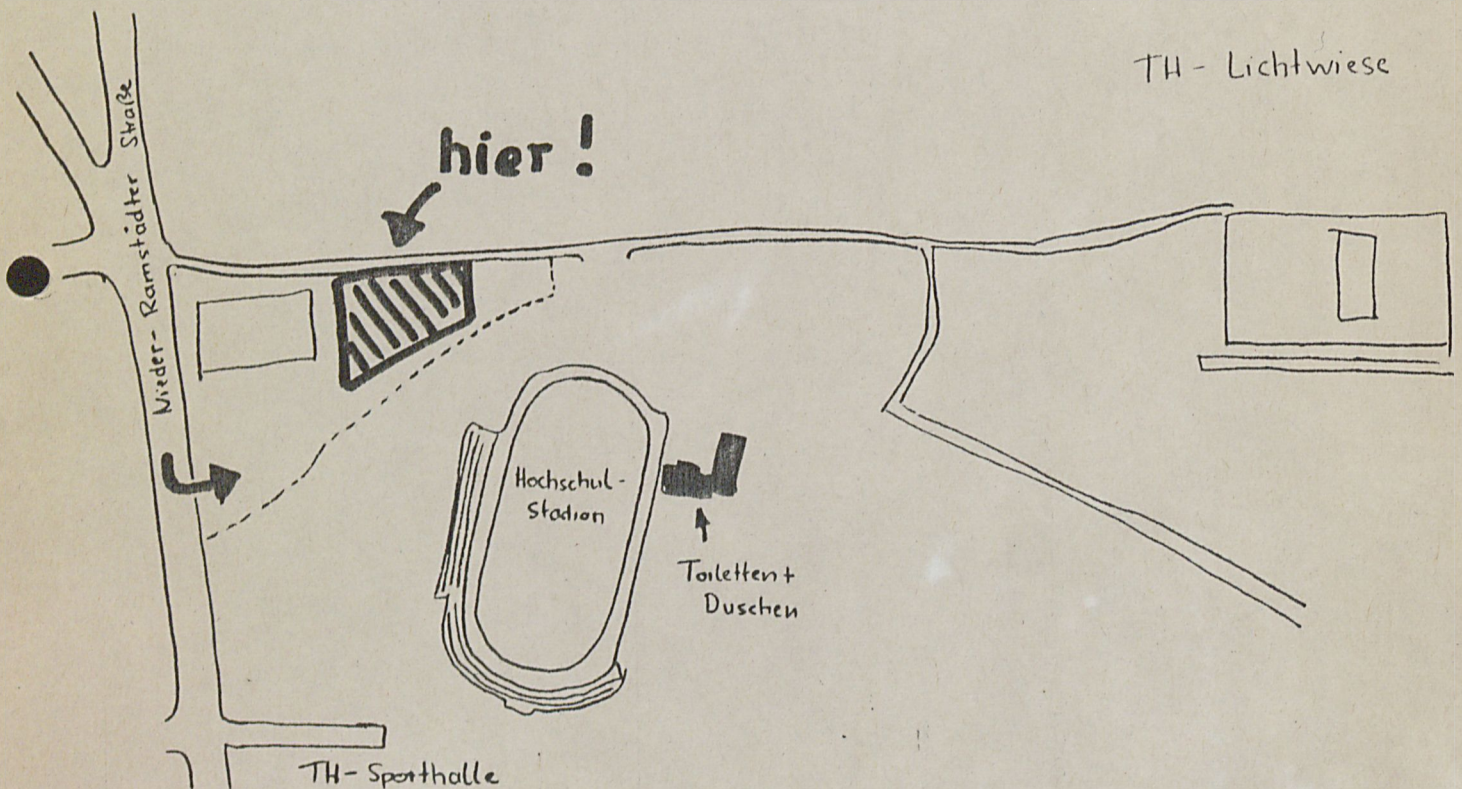 TH - Lichtwiese
Nieder-Ramstädter Straße
hier!
Hochschul-
Stadion
Toiletten +
Duschen
TH - Sporthalle